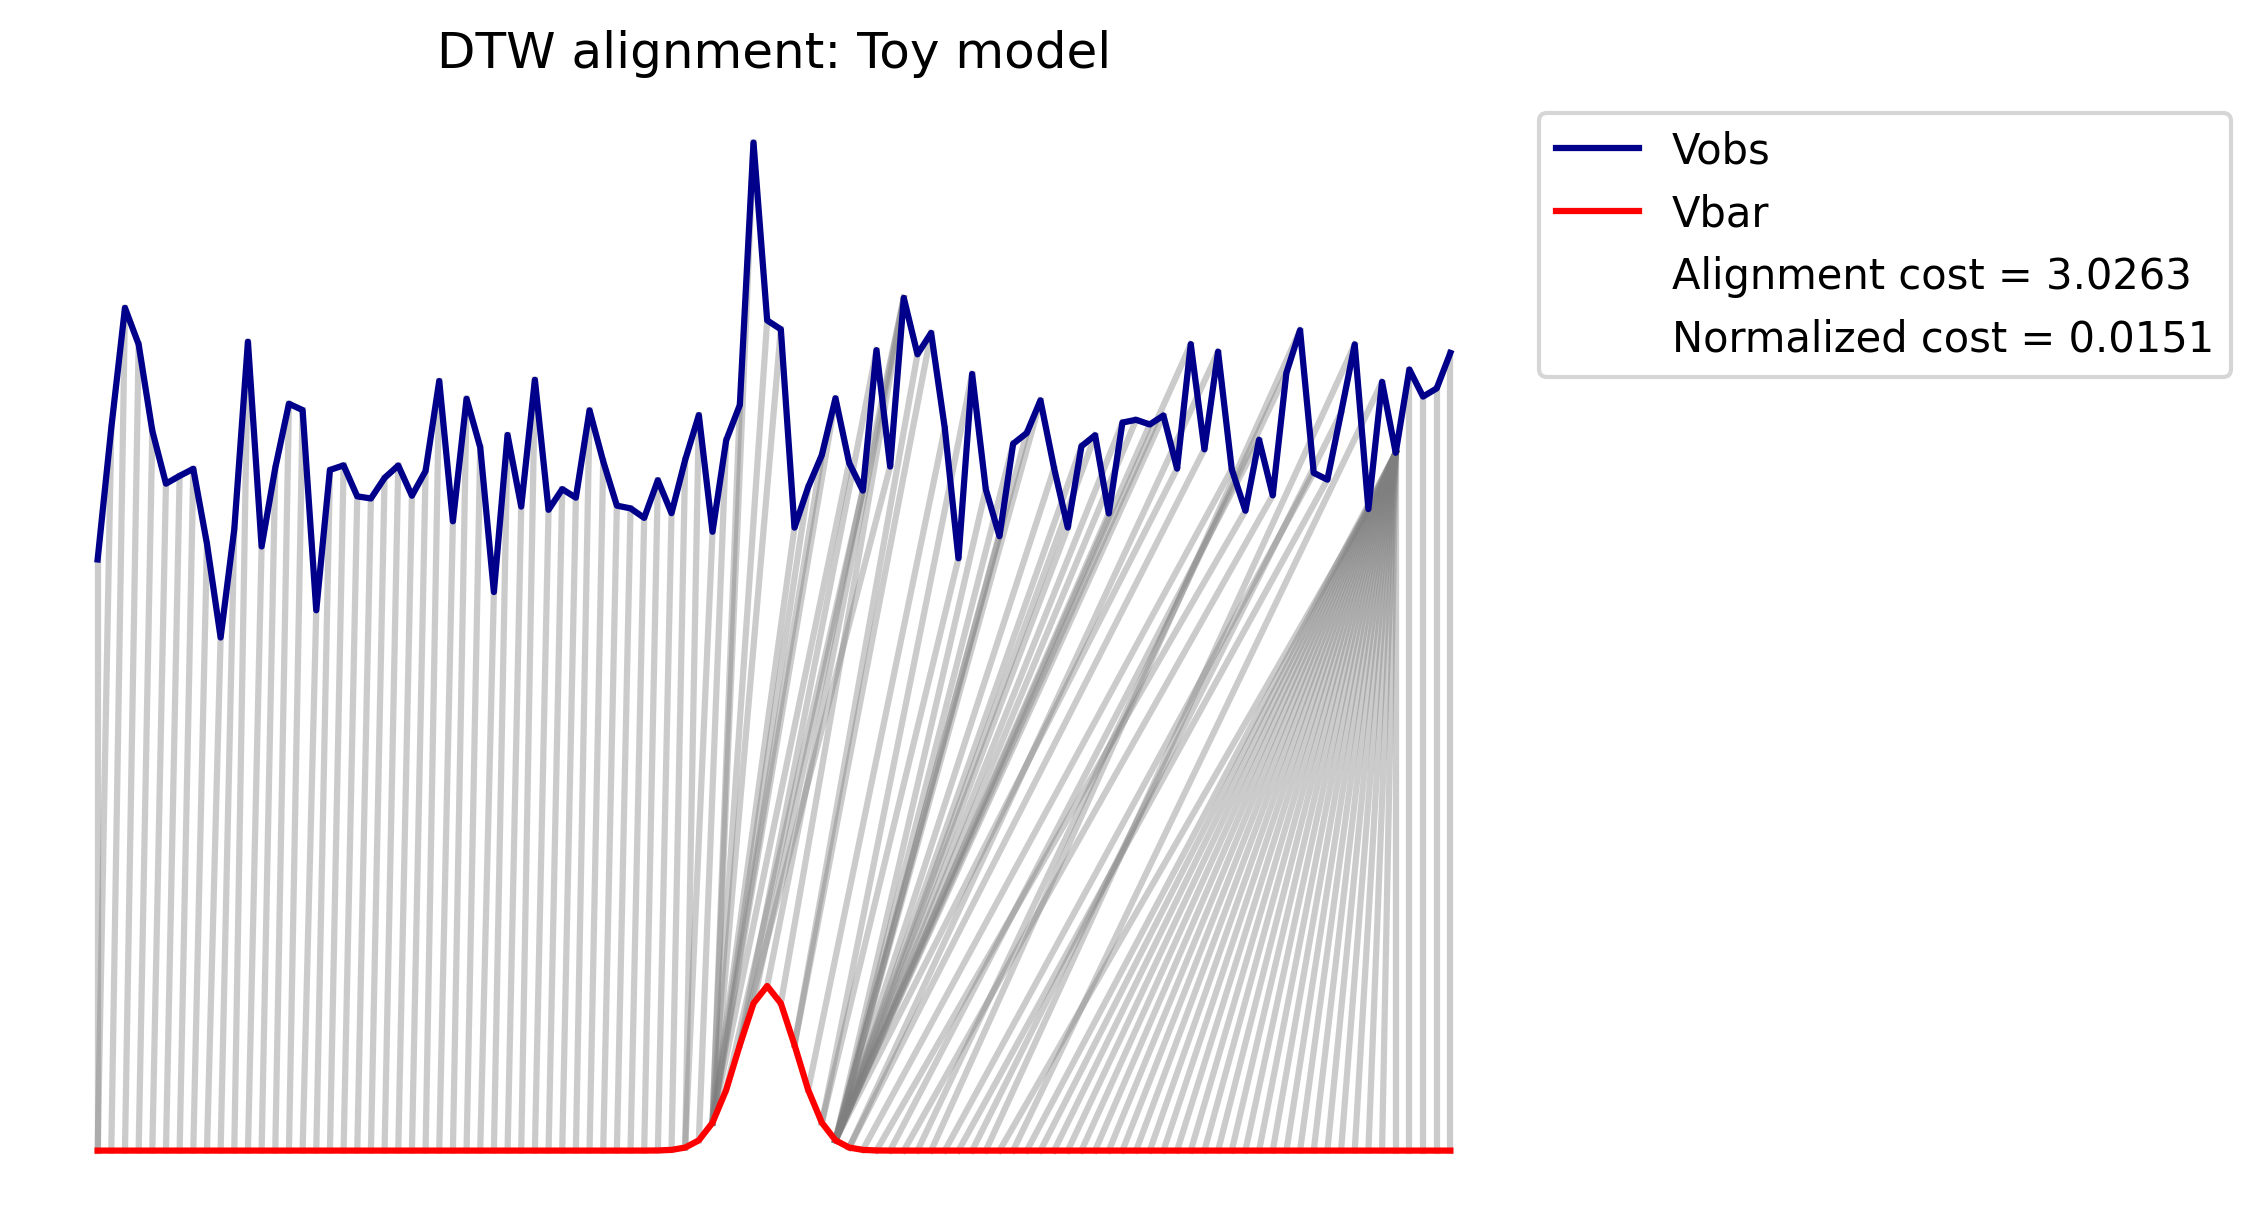 DTW alignment: Toy model
Vobs
Vbar
Alignment cost = 3.0263
Normalized cost = 0.0151